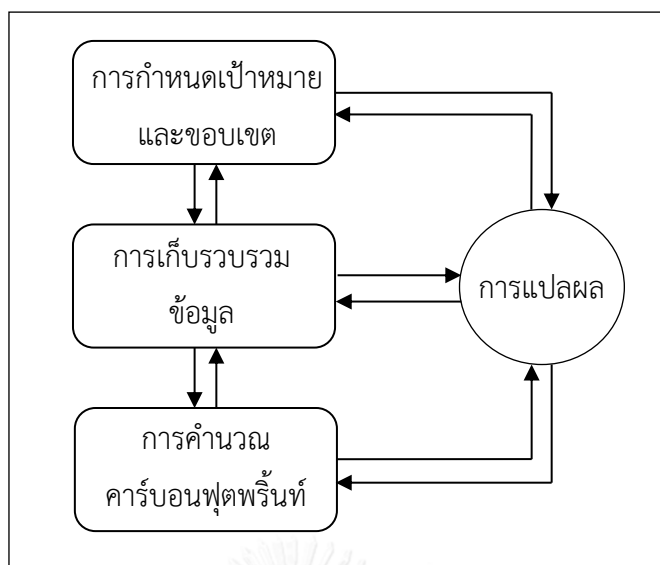 การกำหนดเป้าหมาย
และขอบเขต
การเก็บรวบรวม
ข้อมูล
การแปลผล
การคำนวณ
คาร์บอนฟุตพริ้นท์